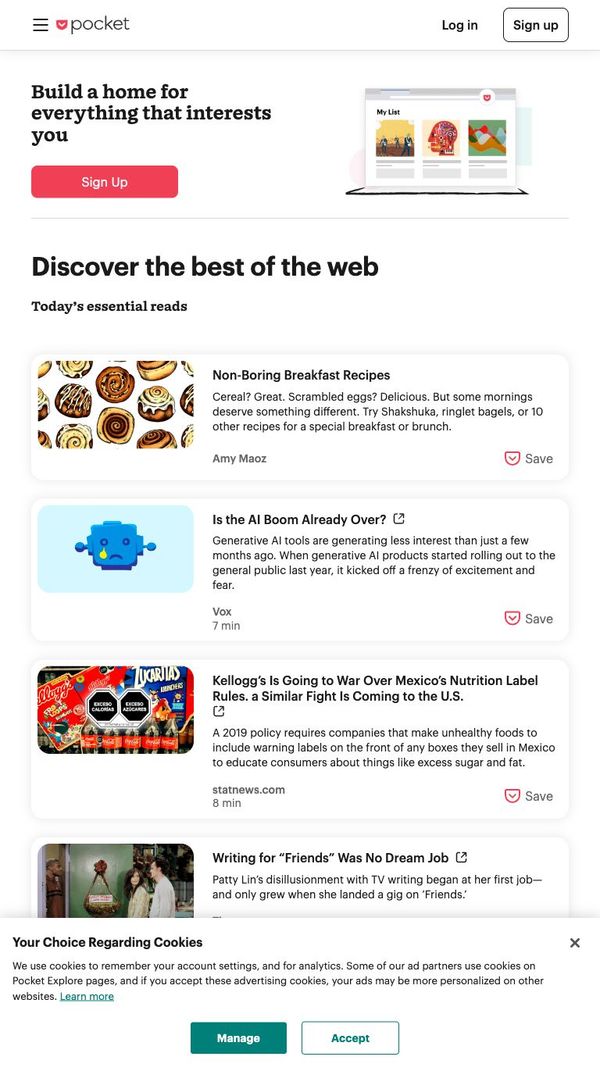 pocket
Log in
Sign up
Build a home for
everything that interests
you
Sign Up
My List
Discover the best of the web
Today's essential reads
Non-Boring Breakfast Recipes
Cereal? Great. Scrambled eggs? Delicious. But some mornings
deserve something different. Try Shakshuka, ringlet bagels, or 10
other recipes for a special breakfast or brunch.
Amy Maoz
Save
Is the AI Boom Already Over?
Generative AI tools are generating less interest than just a few
months ago. When generative AI products started rolling out to the
general public last year, it kicked off a frenzy of excitement and
fear.
Vox
7 min
Save
Kellogg's
LUCARITAS
EXCESO CALORÍAS
EXCESO AZÚCARES
Kellogg's Is Going to War Over Mexico's Nutrition Label
Rules. a Similar Fight Is Coming to the U.S.
A 2019 policy requires companies that make unhealthy foods to
include warning labels on the front of any boxes they sell in Mexico
to educate consumers about things like excess sugar and fat.
statnews.com
8 min
Save
Writing for “Friends” Was No Dream Job
Patty Lin's disillusionment with TV writing began at her first job—
and only grew when she landed a gig on ‘Friends.’
Your Choice Regarding Cookies
We use cookies to remember your account settings, and for analytics. Some of our ad partners use cookies on
Pocket Explore pages, and if you accept these advertising cookies, your ads may be more personalized on other
websites. Learn more
Manage
Accept